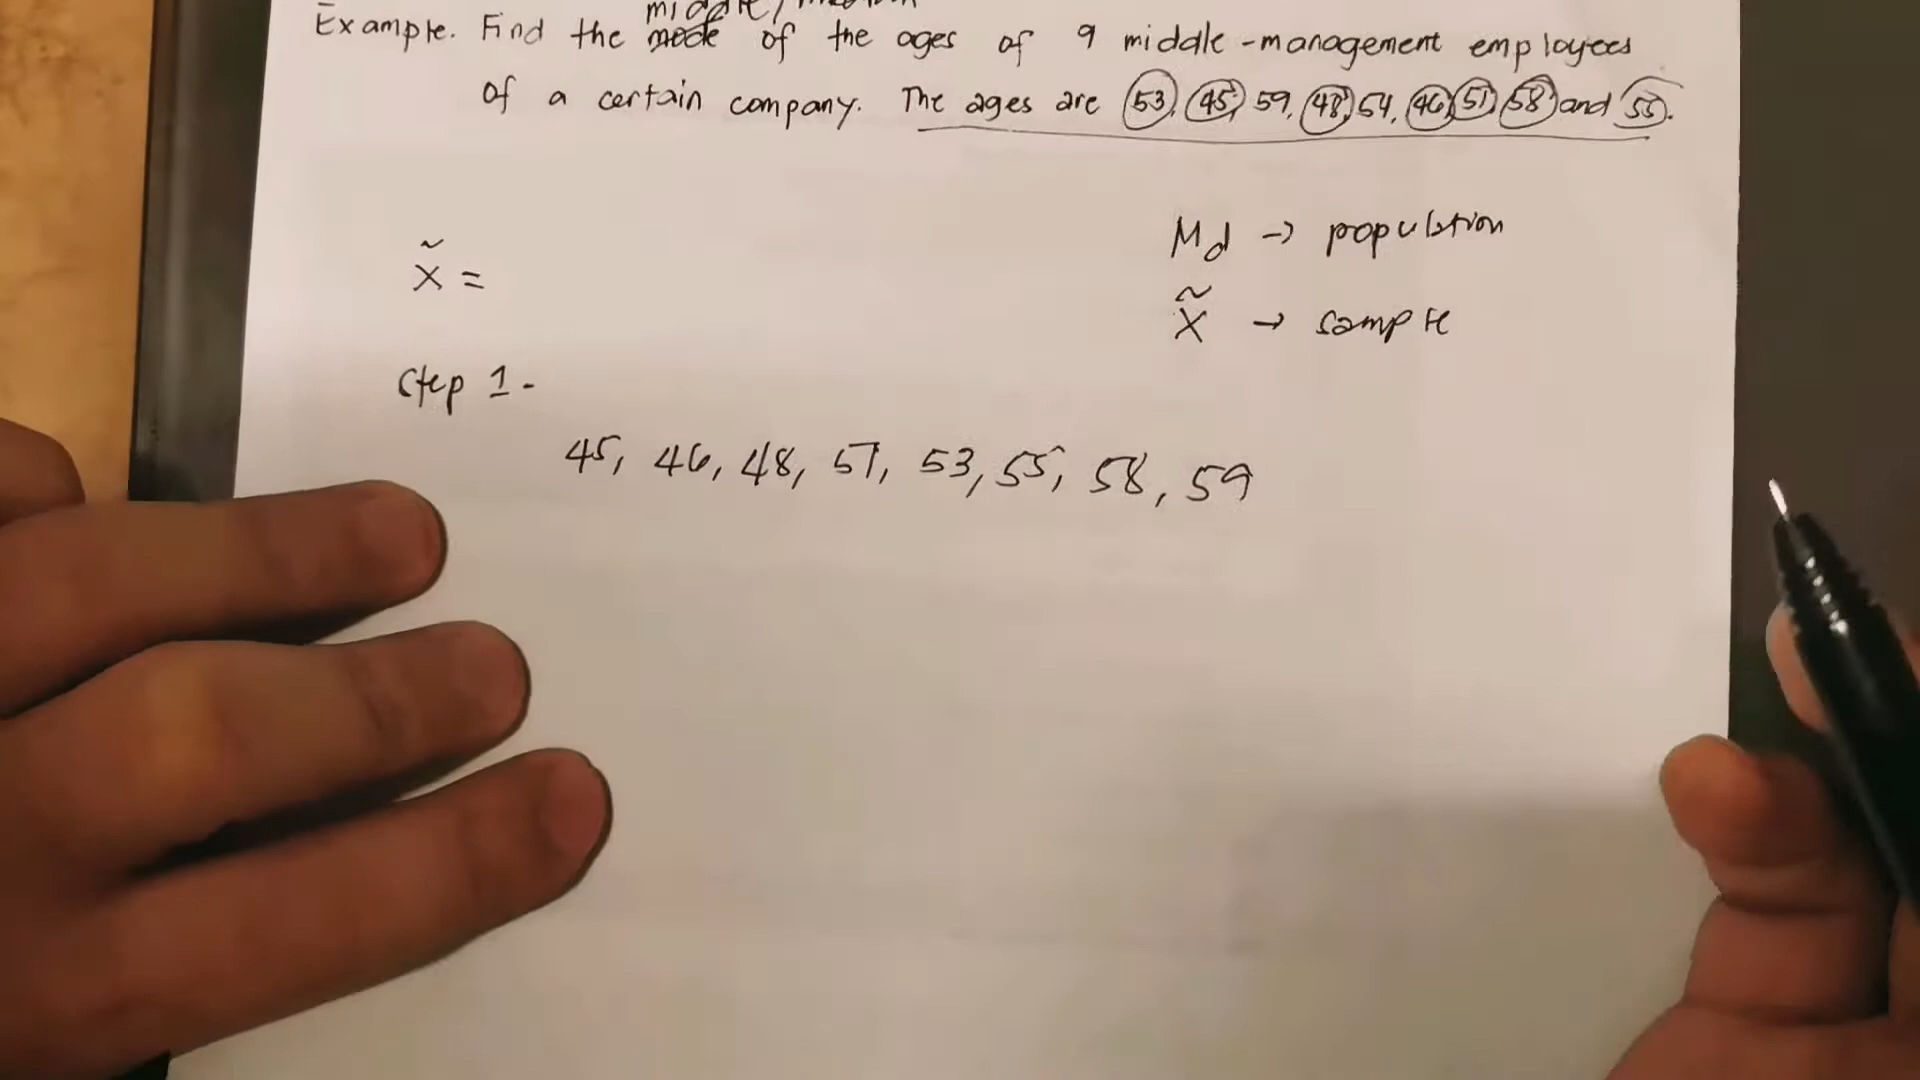 middle/median
Example. Find the mode of the ages of 9 middle-management employees
of a certain company. The ages are 53, 45, 59, 48, 54, 46, 51, 58 and 55.
Md → population
x̃ =
x̃ → sample
Step 1-
45, 46, 48, 51, 53, 55, 58, 59